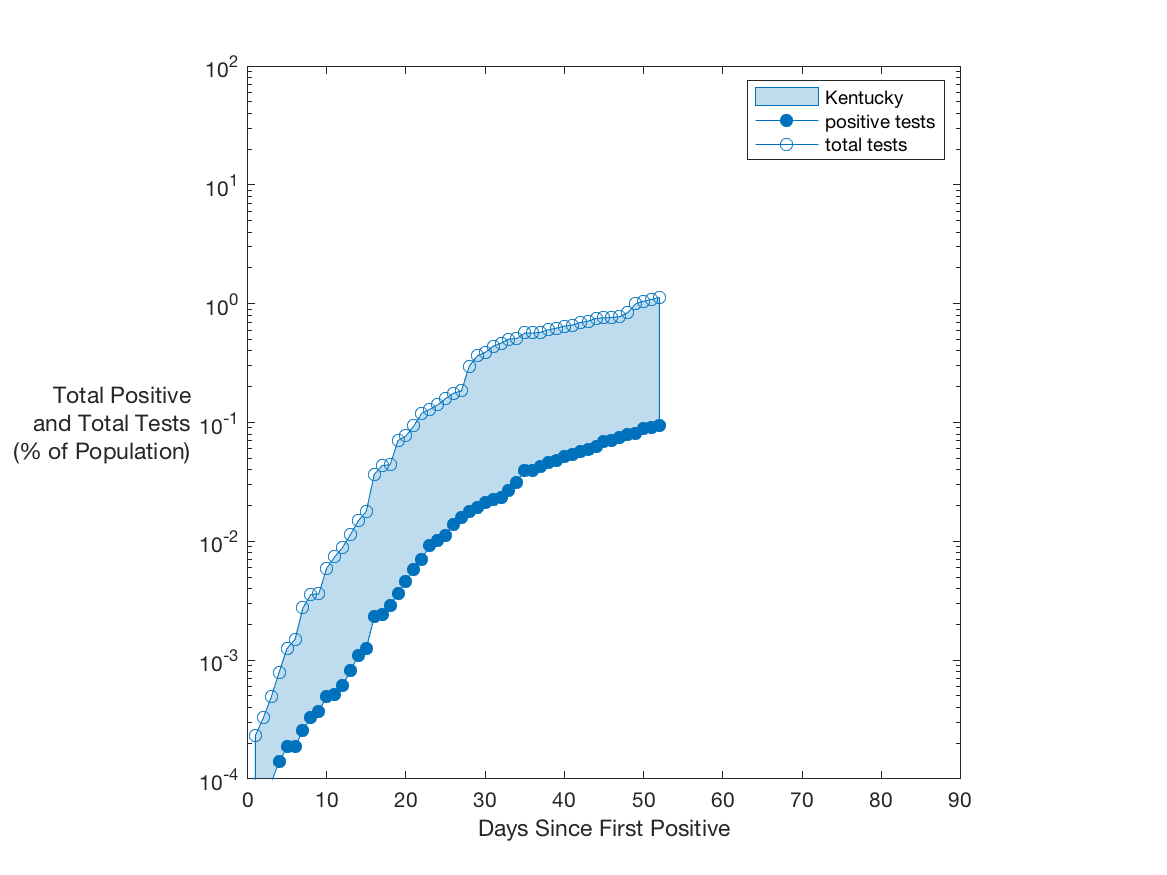 10^2
10^1
10^0
10^-1
10^-2
10^-3
10^-4
Total Positive
and Total Tests
(% of Population)
Kentucky
positive tests
total tests
0 10 20 30 40 50 60 70 80 90
Days Since First Positive